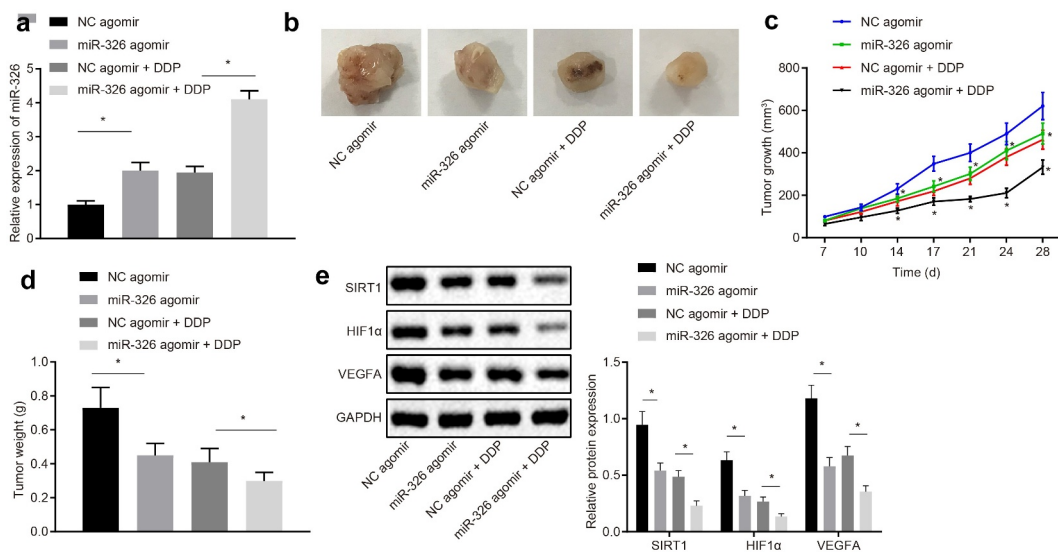 a
NC agomir
miR-326 agomir
NC agomir + DDP
miR-326 agomir + DDP
Relative expression of miR-326
5
4
3
2
1
0
*
*
b
NC agomir
miR-326 agomir
NC agomir + DDP
miR-326 agomir + DDP
c
NC agomir
miR-326 agomir
NC agomir + DDP
miR-326 agomir + DDP
Tumor growth (mm³)
800
600
400
200
0
7 10 14 17 21 24 28
Time (d)
* * * * *
* * * * *
d
NC agomir
miR-326 agomir
NC agomir + DDP
miR-326 agomir + DDP
Tumor weight (g)
1.0
0.8
0.6
0.4
0.2
0.0
*
*
e
SIRT1
HIF1α
VEGFA
GAPDH
NC agomir
miR-326 agomir
NC agomir + DDP
miR-326 agomir + DDP
NC agomir
miR-326 agomir
NC agomir + DDP
miR-326 agomir + DDP
Relative protein expression
1.5
1.0
0.5
0.0
* * * * * *
SIRT1 HIF1α VEGFA